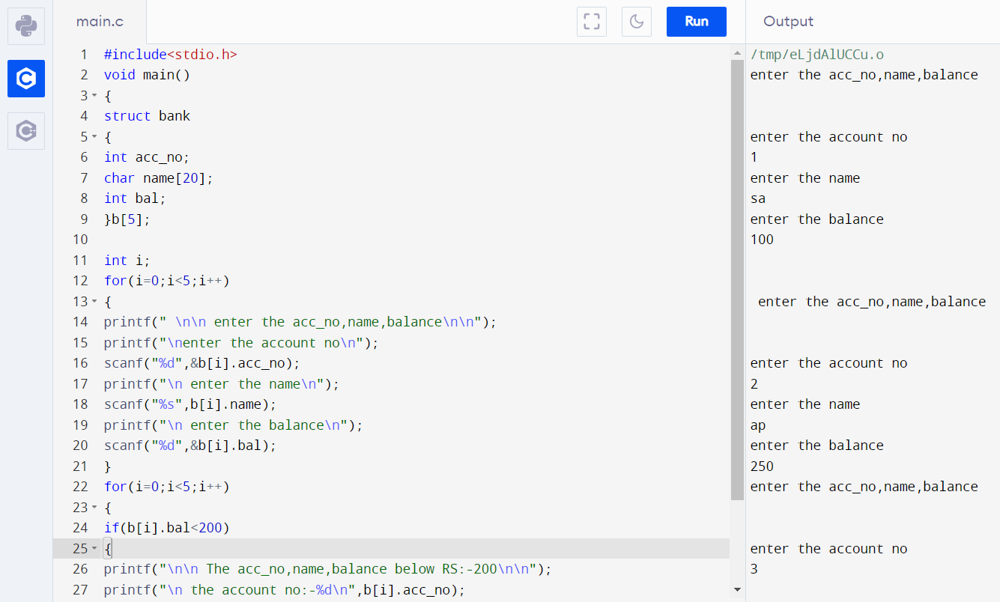 main.c
Run
1 #include<stdio.h>
2 void main()
3 {
4 struct bank
5 {
6 int acc_no;
7 char name[20];
8 int bal;
9 }b[5];
10
11 int i;
12 for(i=0;i<5;i++)
13 {
14 printf(" \n\n enter the acc_no,name,balance\n\n");
15 printf("\nenter the account no\n");
16 scanf("%d",&b[i].acc_no);
17 printf("\n enter the name\n");
18 scanf("%s",b[i].name);
19 printf("\n enter the balance\n");
20 scanf("%d",&b[i].bal);
21 }
22 for(i=0;i<5;i++)
23 {
24 if(b[i].bal<200)
25 {
26 printf("\n\n The acc_no,name,balance below RS:-200\n\n");
27 printf("\n the account no:-%d\n",b[i].acc_no);
Output
/tmp/eLjdAlUCCu.o
enter the acc_no,name,balance
enter the account no
1
enter the name
sa
enter the balance
100
enter the acc_no,name,balance
enter the account no
2
enter the name
ap
enter the balance
250
enter the acc_no,name,balance
enter the account no
3